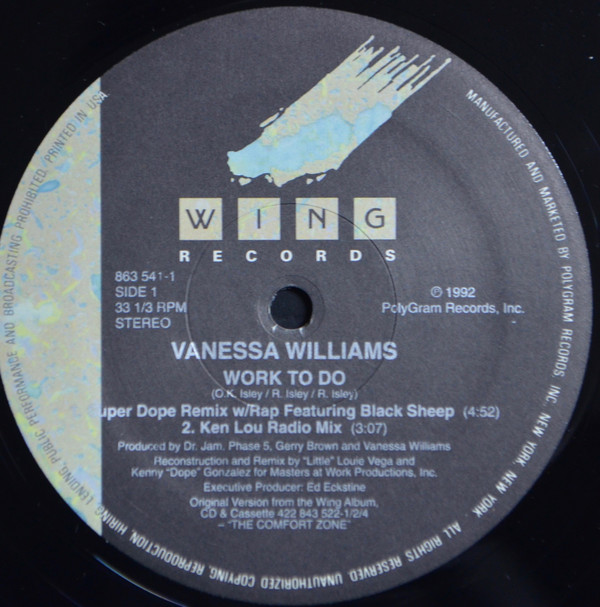 WING
RECORDS
863 541-1
SIDE 1
33 1/3 RPM
STEREO
℗ 1992
PolyGram Records, Inc.
VANESSA WILLIAMS
WORK TO DO
(O.K. Isley / R. Isley / R. Isley)
uper Dope Remix w/Rap Featuring Black Sheep (4:52)
2. Ken Lou Radio Mix (3:07)
Produced by Dr. Jam, Phase 5, Gerry Brown and Vanessa Williams
Reconstruction and Remix by "Little" Louie Vega and
Kenny "Dope" Gonzalez for Masters at Work Productions, Inc.
Executive Producer: Ed Eckstine
Original Version from the Wing Album,
CD & Cassette 422 843 522-1/2/4
– "THE COMFORT ZONE"
MANUFACTURED AND MARKETED BY POLYGRAM RECORDS, INC. NEW YORK, NEW YORK · ALL RIGHTS RESERVED. UNAUTHORIZED COPYING, REPRODUCTION, HIRING, LENDING, PUBLIC PERFORMANCE AND BROADCASTING PROHIBITED. PRINTED IN USA